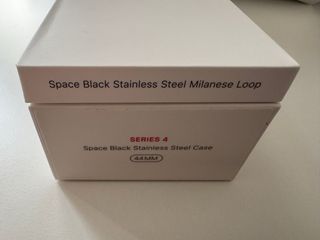 Space Black Stainless Steel Milanese Loop
SERIES 4
Space Black Stainless Steel Case
44MM